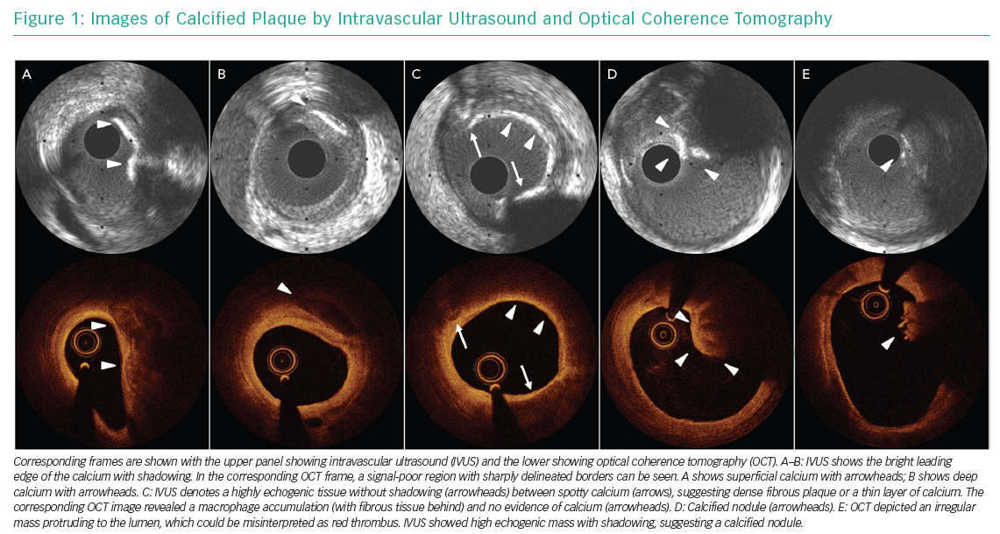 Figure 1: Images of Calcified Plaque by Intravascular Ultrasound and Optical Coherence Tomography
A
B
C
D
E
Corresponding frames are shown with the upper panel showing intravascular ultrasound (IVUS) and the lower showing optical coherence tomography (OCT). A–B: IVUS shows the bright leading
edge of the calcium with shadowing. In the corresponding OCT frame, a signal-poor region with sharply delineated borders can be seen. A shows superficial calcium with arrowheads; B shows deep
calcium with arrowheads. C: IVUS denotes a highly echogenic tissue without shadowing (arrowheads) between spotty calcium (arrows), suggesting dense fibrous plaque or a thin layer of calcium. The
corresponding OCT image revealed a macrophage accumulation (with fibrous tissue behind) and no evidence of calcium (arrowheads). D: Calcified nodule (arrowheads). E: OCT depicted an irregular
mass protruding to the lumen, which could be misinterpreted as red thrombus. IVUS showed high echogenic mass with shadowing, suggesting a calcified nodule.